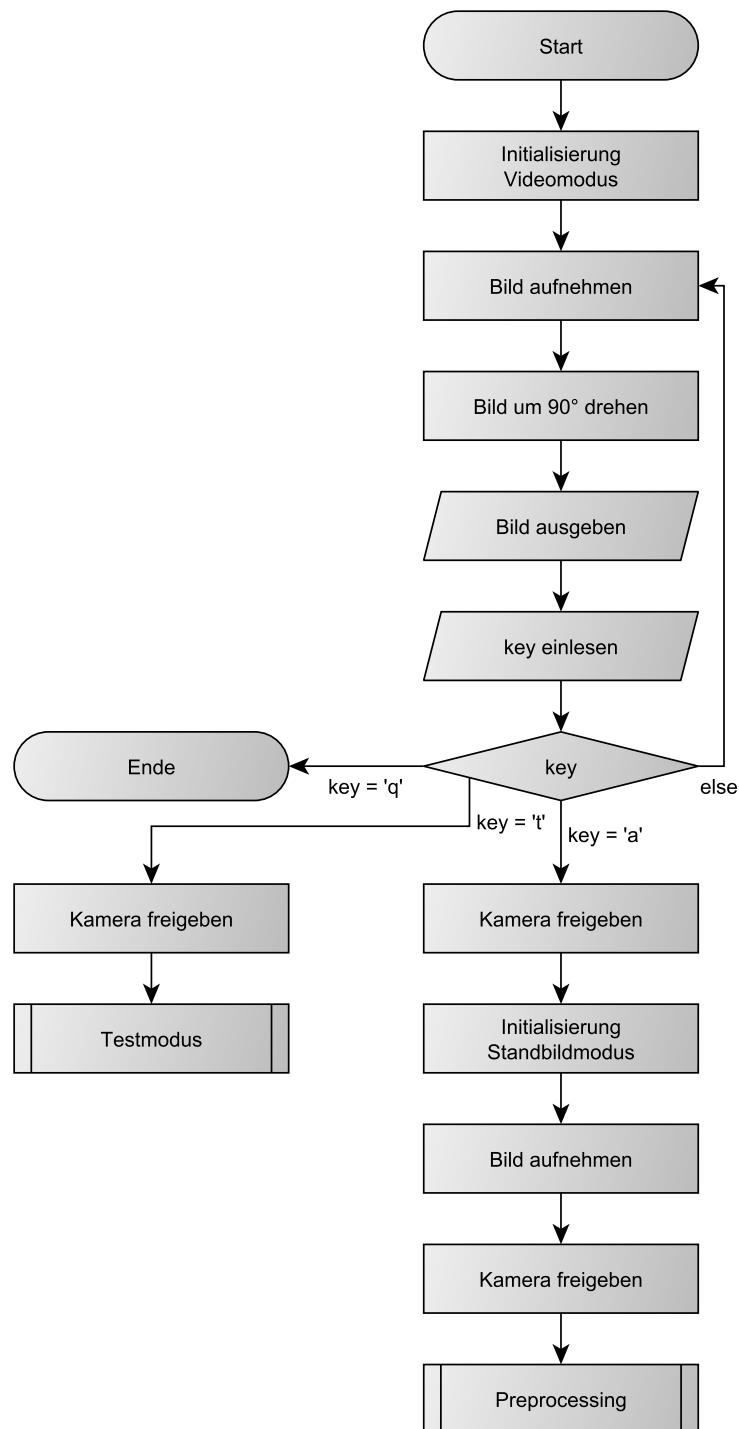 Start
Initialisierung
Videomodus
Bild aufnehmen
Bild um 90° drehen
Bild ausgeben
key einlesen
key
Ende
key = 'q'
else
key = 't'
key = 'a'
Kamera freigeben
Kamera freigeben
Testmodus
Initialisierung
Standbildmodus
Bild aufnehmen
Kamera freigeben
Preprocessing